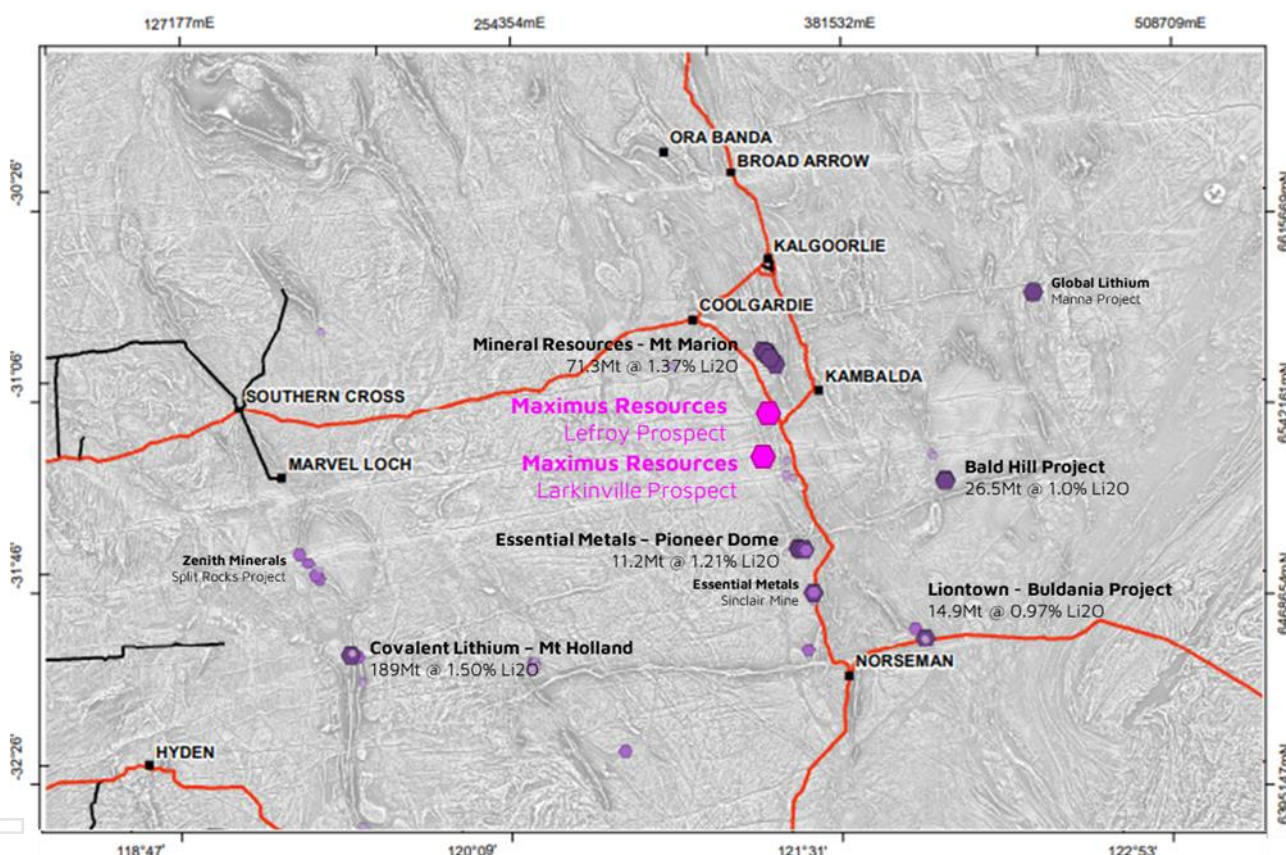 127177mE
254354mE
381532mE
508709mE
ORA BANDA
BROAD ARROW
-30°26'
KALGOORLIE
Global Lithium
Manna Project
COOLGARDIE
Mineral Resources - Mt Marion
71.3Mt @ 1.37% Li2O
-31°06'
KAMBALDA
SOUTHERN CROSS
Maximus Resources
Lefroy Prospect
MARVEL LOCH
Maximus Resources
Larkinville Prospect
Bald Hill Project
26.5Mt @ 1.0% Li2O
Essential Metals – Pioneer Dome
11.2Mt @ 1.21% Li2O
Zenith Minerals
Split Rocks Project
-31°46'
Essential Metals
Sinclair Mine
Liontown - Buldania Project
14.9Mt @ 0.97% Li2O
Covalent Lithium – Mt Holland
189Mt @ 1.50% Li2O
NORSEMAN
HYDEN
-32°26'
118°47'
120°09'
121°31'
122°53'